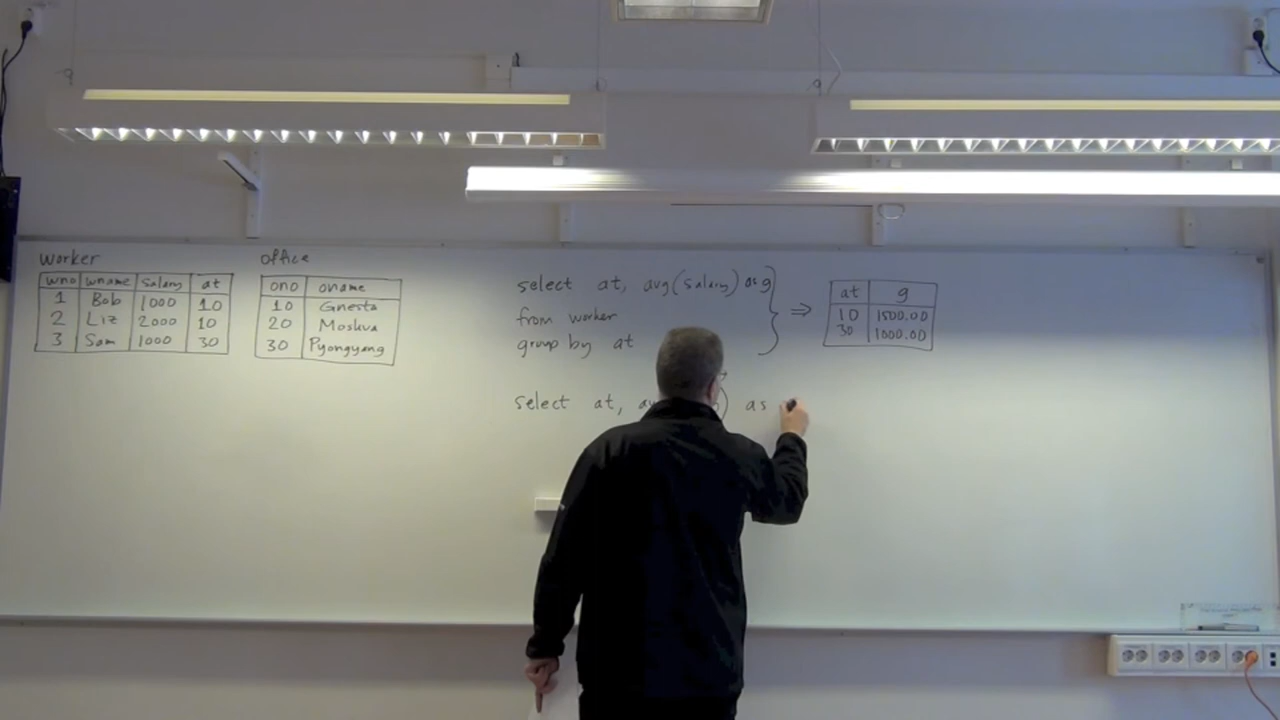 worker
wno wname salary at
1 Bob 1000 10
2 Liz 2000 10
3 Sam 1000 30
office
ono oname
10 Gnesta
20 Moskva
30 Pyongyang
select at, avg(salary) as g
from worker
group by at
⇒
at g
10 1500.00
30 1000.00
select at, as